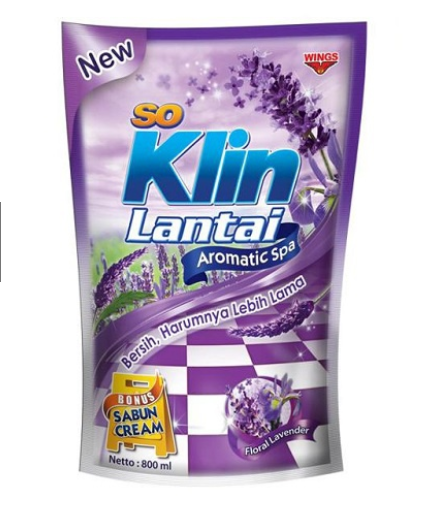 New
WINGS
SO
Klin
Lantai
Aromatic Spa
Bersih, Harumnya Lebih Lama
BONUS
SABUN
CREAM
Floral Lavender
Netto : 800 ml